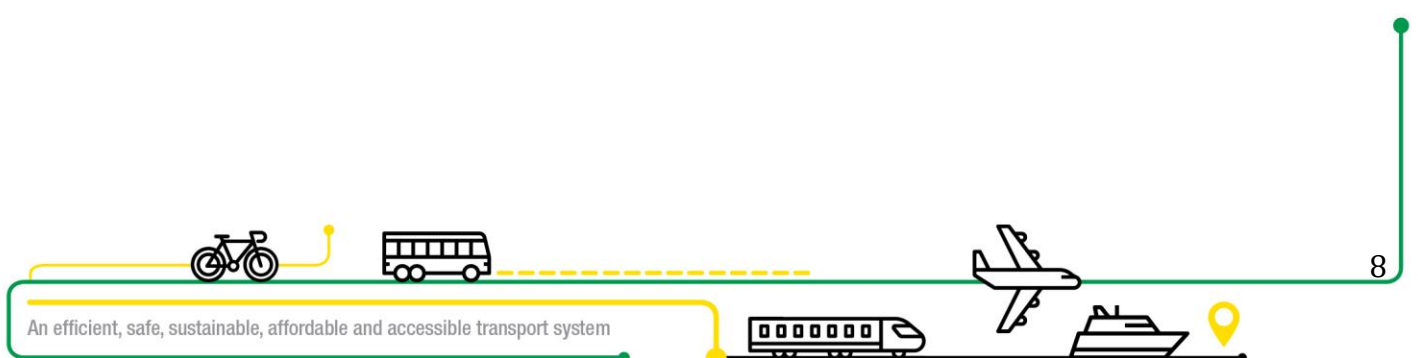 8
An efficient, safe, sustainable, affordable and accessible transport system